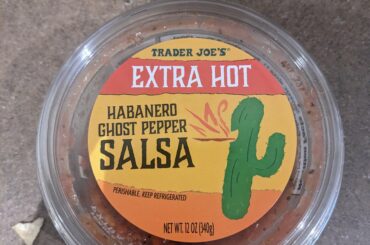 TRADER JOE'S®
EXTRA HOT
HABANERO
GHOST PEPPER
SALSA
PERISHABLE, KEEP REFRIGERATED
NET WT. 12 OZ (340g)